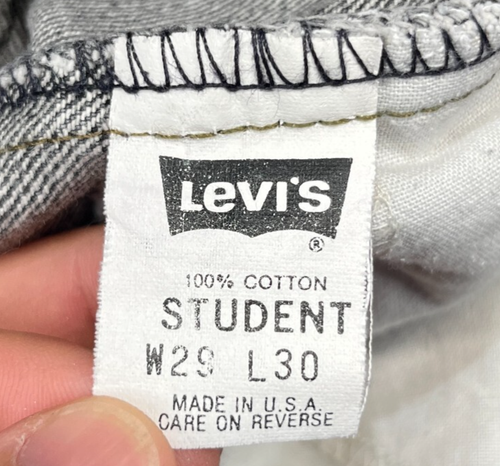 Levi's
®
100% COTTON
STUDENT
W29 L30
MADE IN U.S.A.
CARE ON REVERSE